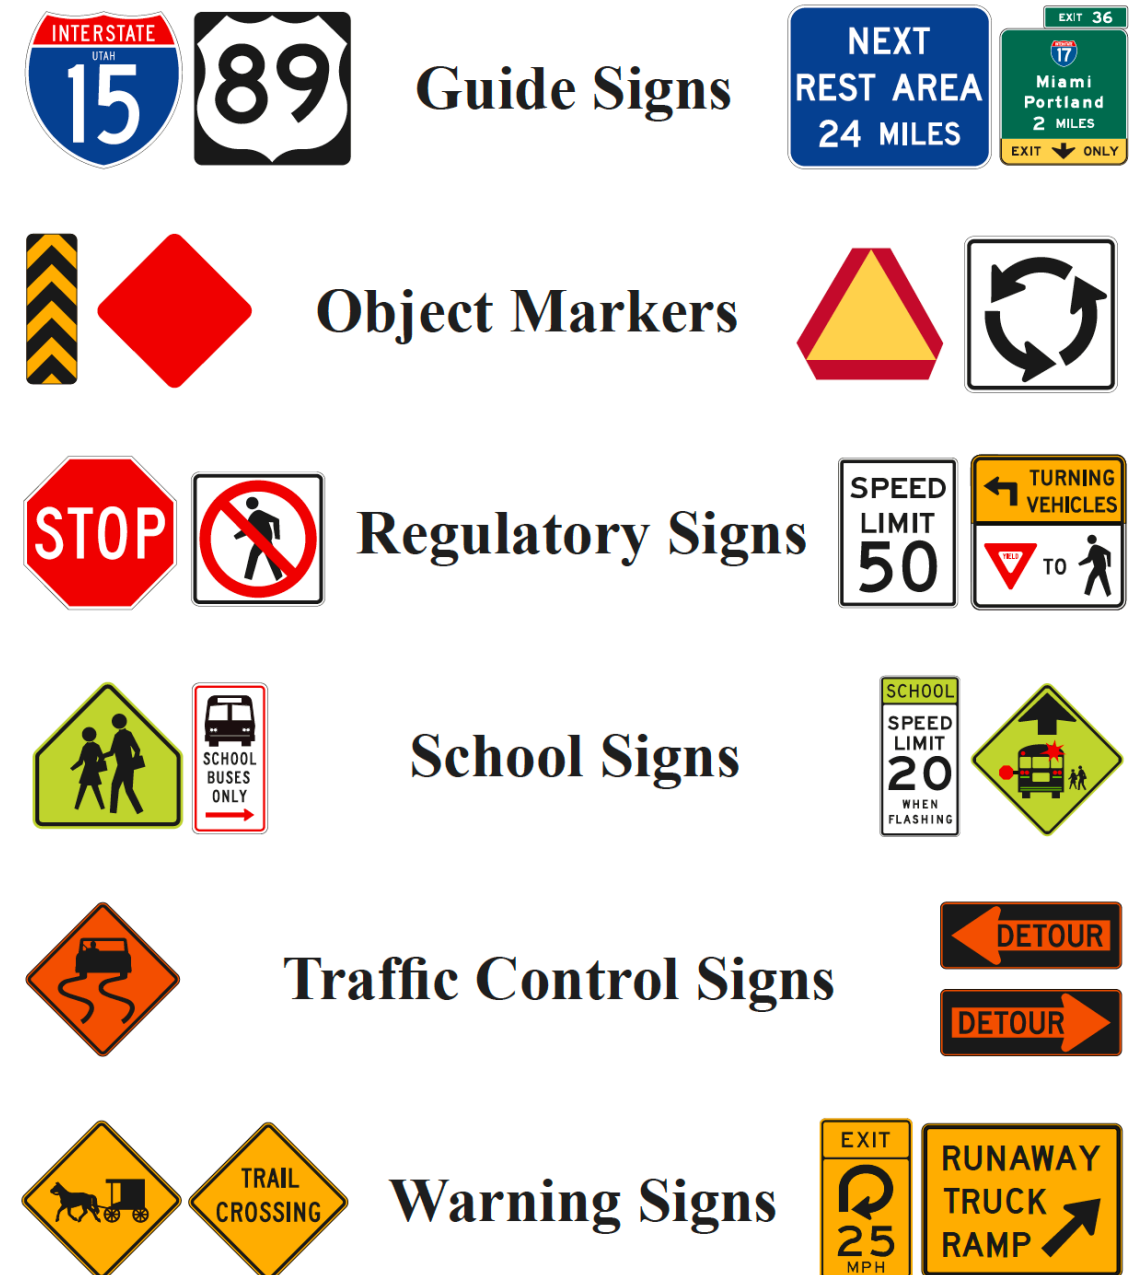 INTERSTATE
UTAH
15
89
Guide Signs
NEXT
REST AREA
24 MILES
EXIT 36
INTERSTATE
17
Miami
Portland
2 MILES
EXIT ONLY
Object Markers
STOP
Regulatory Signs
SPEED
LIMIT
50
TURNING
VEHICLES
YIELD
TO
SCHOOL
BUSES
ONLY
School Signs
SCHOOL
SPEED
LIMIT
20
WHEN
FLASHING
Traffic Control Signs
DETOUR
DETOUR
TRAIL
CROSSING
Warning Signs
EXIT
25
MPH
RUNAWAY
TRUCK
RAMP